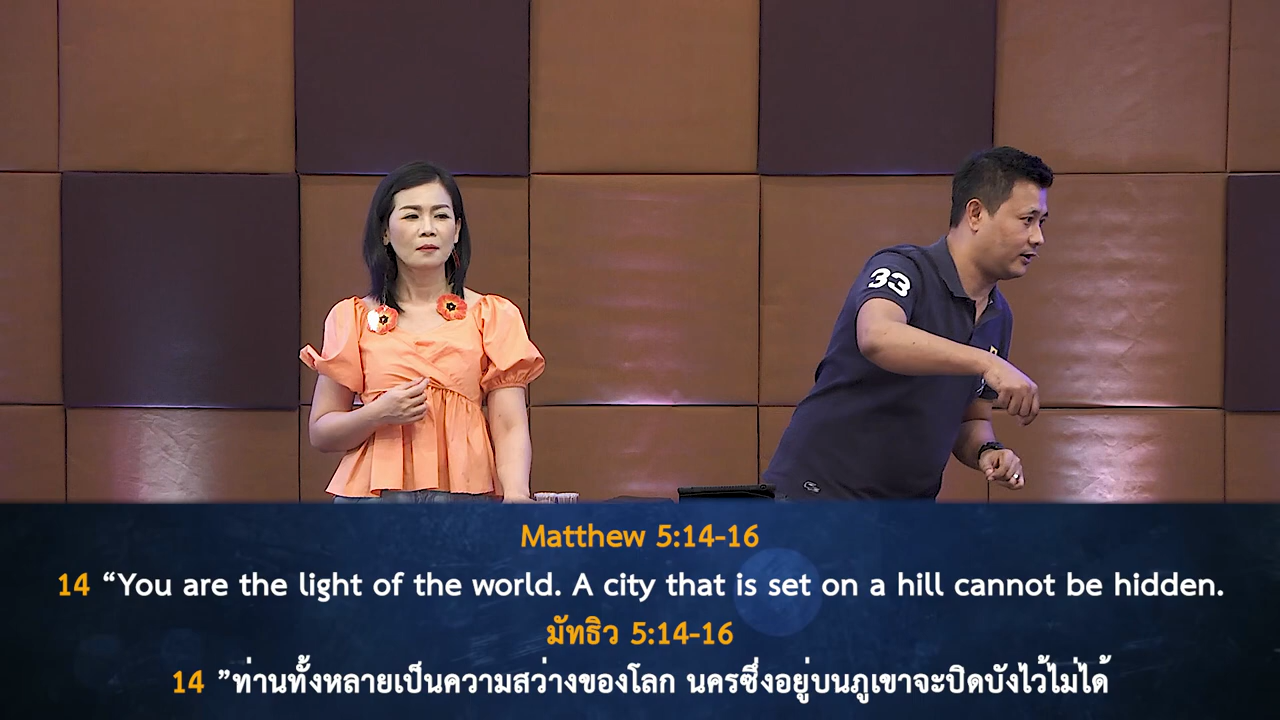 33
Matthew 5:14-16
14 “You are the light of the world. A city that is set on a hill cannot be hidden.
มัทธิว 5:14-16
14 ”ท่านทั้งหลายเป็นความสว่างของโลก นครซึ่งอยู่บนภูเขาจะปิดบังไว้ไม่ได้